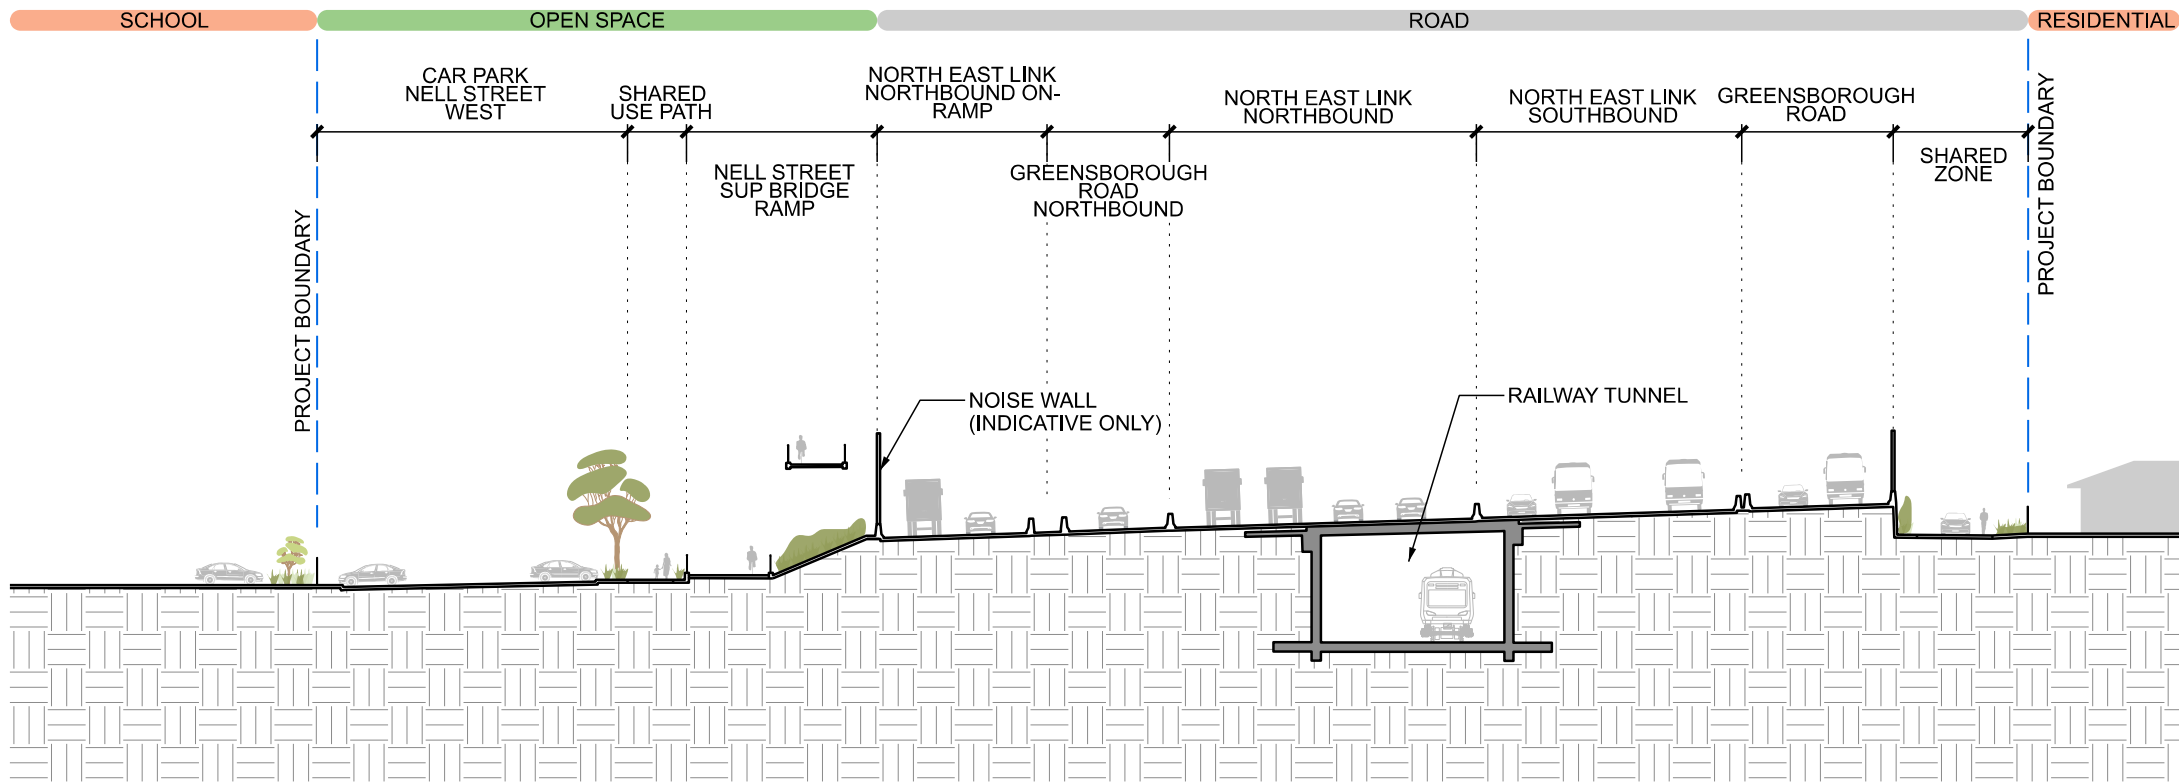 SCHOOL
OPEN SPACE
ROAD
RESIDENTIAL
CAR PARK
NELL STREET
WEST
SHARED
USE PATH
NELL STREET
SUP BRIDGE
RAMP
NORTH EAST LINK
NORTHBOUND ON-
RAMP
GREENSBOROUGH
ROAD
NORTHBOUND
NORTH EAST LINK
NORTHBOUND
NORTH EAST LINK
SOUTHBOUND
GREENSBOROUGH
ROAD
SHARED
ZONE
PROJECT BOUNDARY
PROJECT BOUNDARY
NOISE WALL
(INDICATIVE ONLY)
RAILWAY TUNNEL